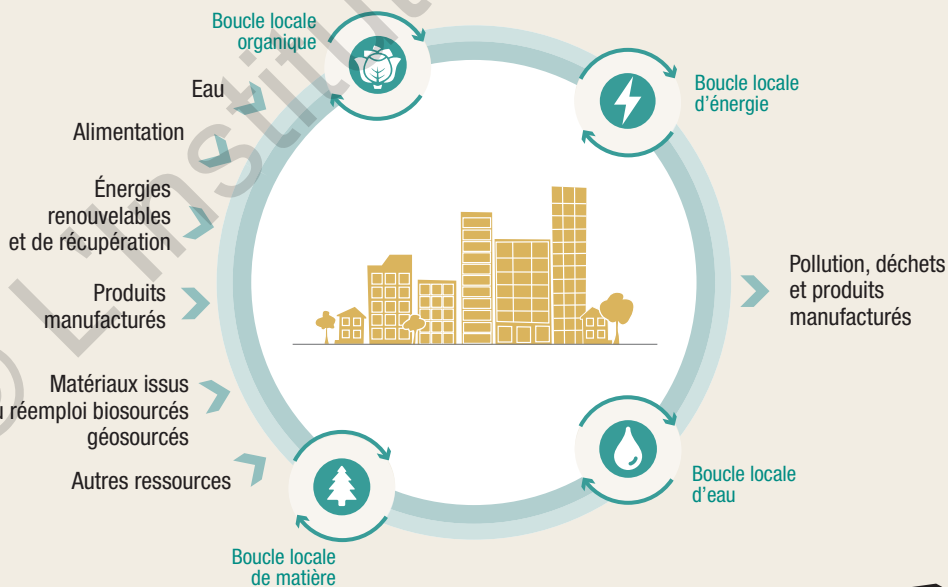 Boucle locale
organique
Eau
Alimentation
Énergies
renouvelables
et de récupération
Produits
manufacturés
Matériaux issus
réemploi biosourcés
géosourcés
Autres ressources
Boucle locale
d'énergie
Pollution, déchets
et produits
manufacturés
Boucle locale
d'eau
Boucle locale
de matière
© L'Institut